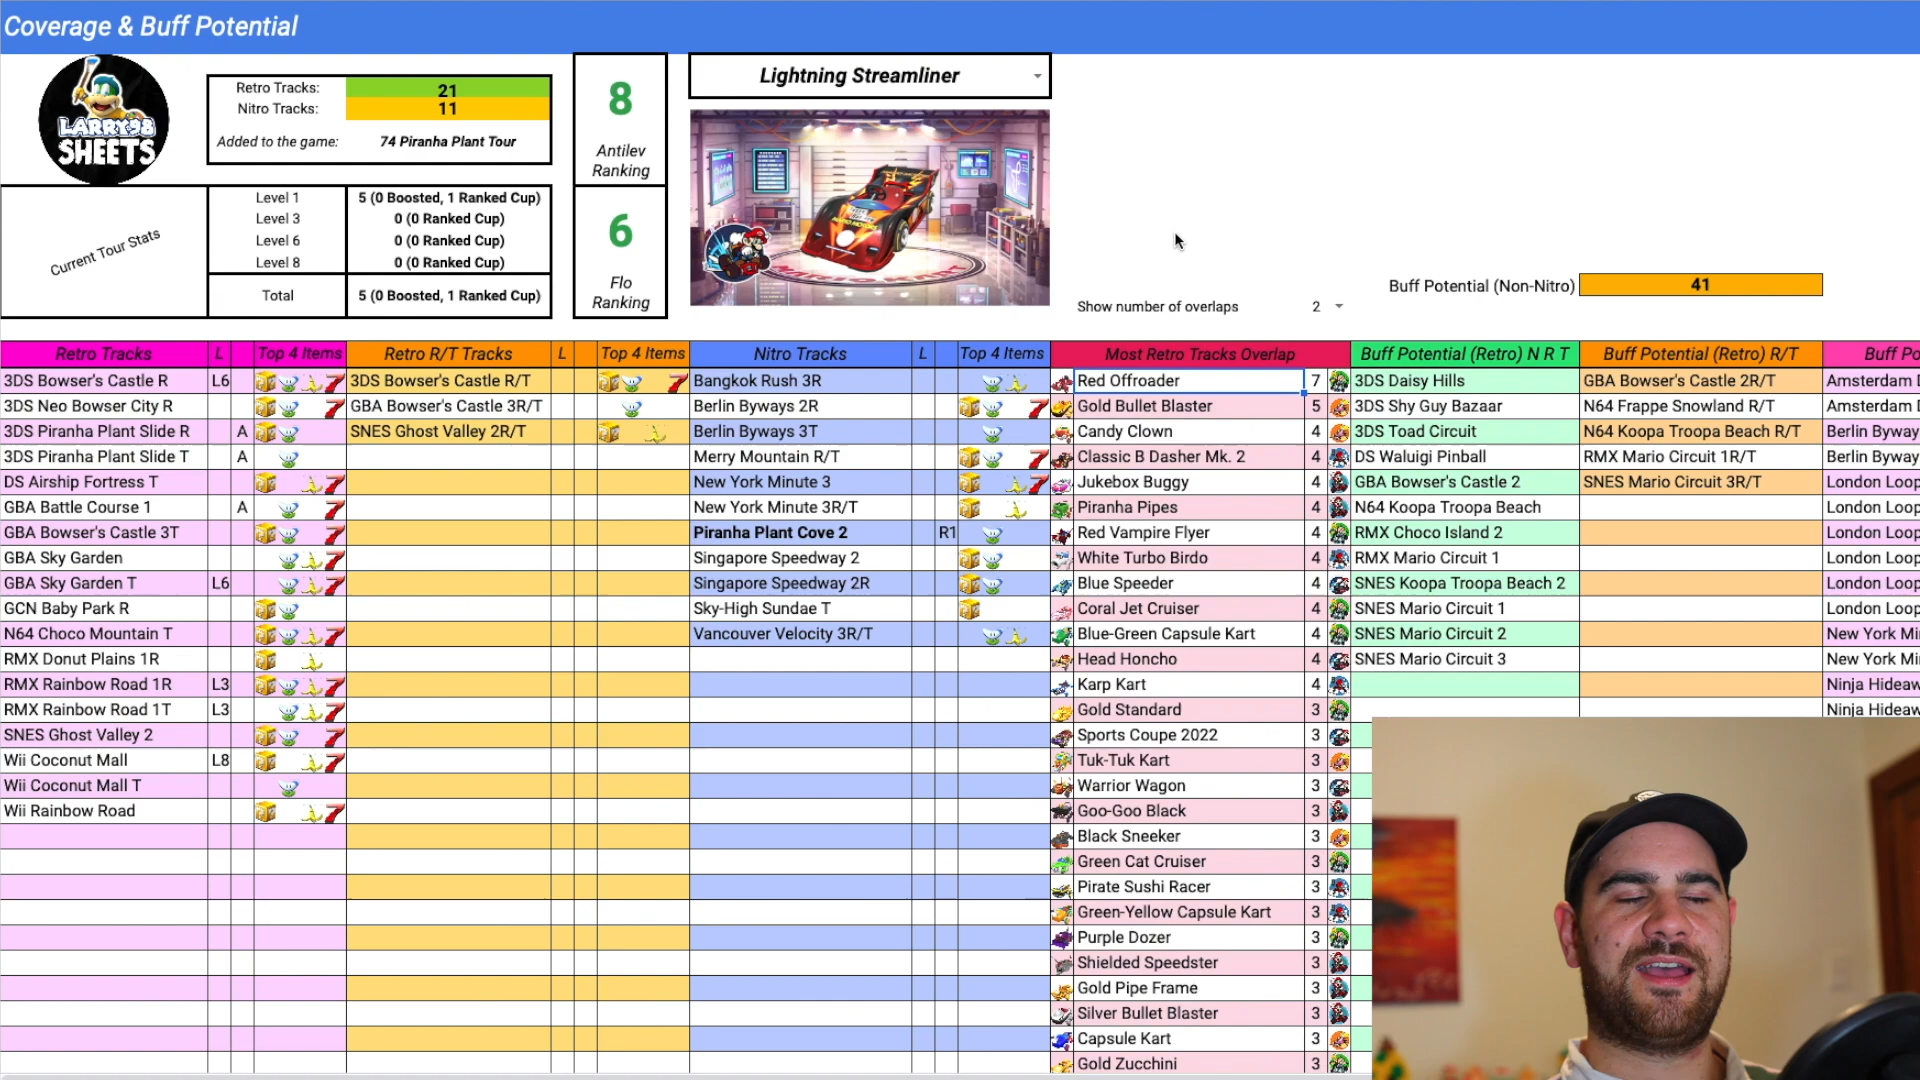 Coverage & Buff Potential
LARRY98
SHEETS
Retro Tracks: 21
Nitro Tracks: 11
Added to the game: 74 Piranha Plant Tour
8
Antilev
Ranking
6
Flo
Ranking
Lightning Streamliner
Current Tour Stats
Level 1 5 (0 Boosted, 1 Ranked Cup)
Level 3 0 (0 Ranked Cup)
Level 6 0 (0 Ranked Cup)
Level 8 0 (0 Ranked Cup)
Total 5 (0 Boosted, 1 Ranked Cup)
Show number of overlaps 2
Buff Potential (Non-Nitro) 41
Retro Tracks L Top 4 Items Retro R/T Tracks L Top 4 Items Nitro Tracks L Top 4 Items Most Retro Tracks Overlap Buff Potential (Retro) N R T Buff Potential (Retro) R/T Buff Po
3DS Bowser's Castle R L6 3DS Bowser's Castle R/T Bangkok Rush 3R Red Offroader 7 3DS Daisy Hills GBA Bowser's Castle 2R/T Amsterdam
3DS Neo Bowser City R GBA Bowser's Castle 3R/T Berlin Byways 2R Gold Bullet Blaster 5 3DS Shy Guy Bazaar N64 Frappe Snowland R/T Amsterdam
3DS Piranha Plant Slide R A SNES Ghost Valley 2R/T Berlin Byways 3T Candy Clown 4 3DS Toad Circuit N64 Koopa Troopa Beach R/T Berlin Byway
3DS Piranha Plant Slide T A Merry Mountain R/T Classic B Dasher Mk. 2 4 DS Waluigi Pinball RMX Mario Circuit 1R/T Berlin Byway
DS Airship Fortress T New York Minute 3 Jukebox Buggy 4 GBA Bowser's Castle 2 SNES Mario Circuit 3R/T London Loop
GBA Battle Course 1 A New York Minute 3R/T Piranha Pipes 4 N64 Koopa Troopa Beach London Loop
GBA Bowser's Castle 3T Piranha Plant Cove 2 R1 Red Vampire Flyer 4 RMX Choco Island 2 London Loop
GBA Sky Garden Singapore Speedway 2 White Turbo Birdo 4 RMX Mario Circuit 1 London Loop
GBA Sky Garden T L6 Singapore Speedway 2R Blue Speeder 4 SNES Koopa Troopa Beach 2 London Loop
GCN Baby Park R Sky-High Sundae T Coral Jet Cruiser 4 SNES Mario Circuit 1 London Loop
N64 Choco Mountain T Vancouver Velocity 3R/T Blue-Green Capsule Kart 4 SNES Mario Circuit 2 New York Mi
RMX Donut Plains 1R Head Honcho 4 SNES Mario Circuit 3 New York Mi
RMX Rainbow Road 1R L3 Karp Kart 4 Ninja Hideaw
RMX Rainbow Road 1T L3 Gold Standard 3 Ninja Hideaw
SNES Ghost Valley 2 Sports Coupe 2022 3
Wii Coconut Mall L8 Tuk-Tuk Kart 3
Wii Coconut Mall T Warrior Wagon 3
Wii Rainbow Road Goo-Goo Black 3
Black Sneeker 3
Green Cat Cruiser 3
Pirate Sushi Racer 3
Green-Yellow Capsule Kart 3
Purple Dozer 3
Shielded Speedster 3
Gold Pipe Frame 3
Silver Bullet Blaster 3
Capsule Kart 3
Gold Zucchini 3